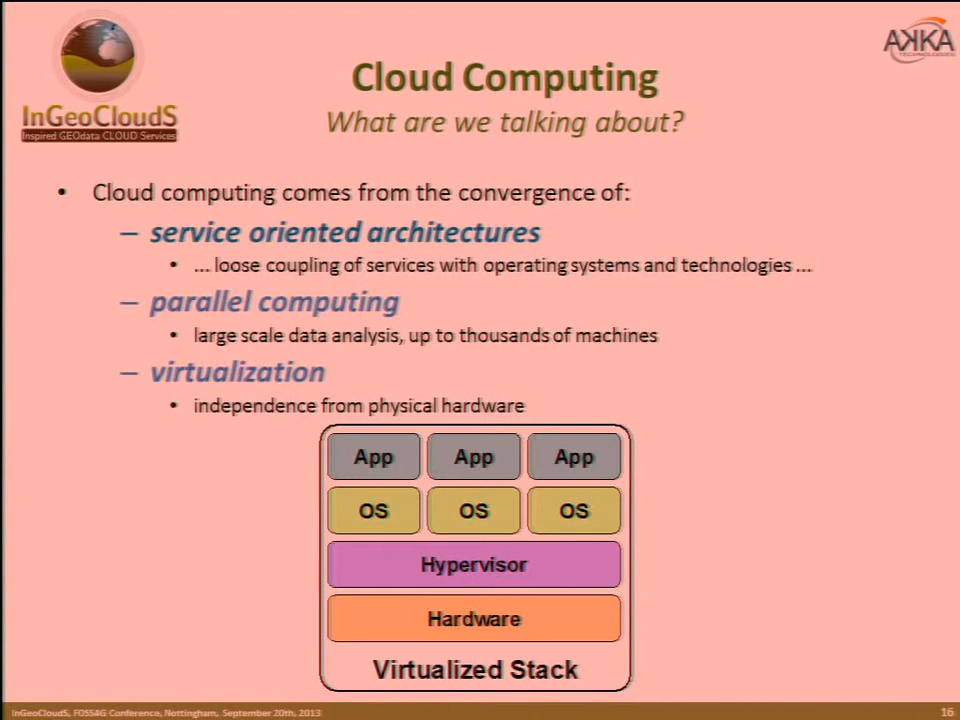 InGeoCloudS
Inspired GEOdata CLOUD Services
AKKA
TECHNOLOGIES
Cloud Computing
What are we talking about?
• Cloud computing comes from the convergence of:
– service oriented architectures
• ... loose coupling of services with operating systems and technologies ...
– parallel computing
• large scale data analysis, up to thousands of machines
– virtualization
• independence from physical hardware
App App App
OS OS OS
Hypervisor
Hardware
Virtualized Stack
InGeoCloudS, FOSS4G Conference, Nottingham, September 20th, 2013 16